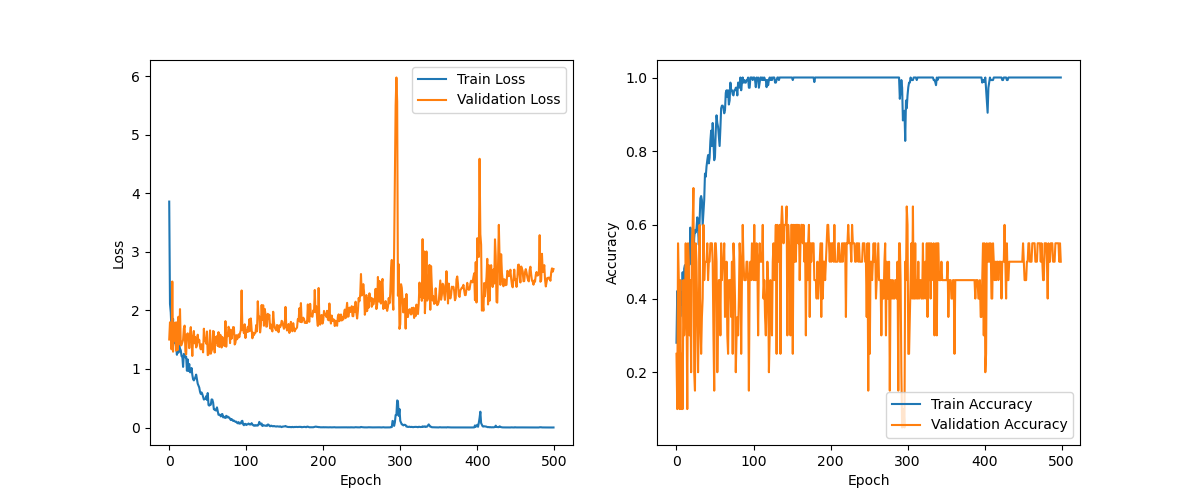 Train Loss
Validation Loss
Loss
6
5
4
3
2
1
0
0 100 200 300 400 500
Epoch
Accuracy
1.0
0.8
0.6
0.4
0.2
Train Accuracy
Validation Accuracy
0 100 200 300 400 500
Epoch